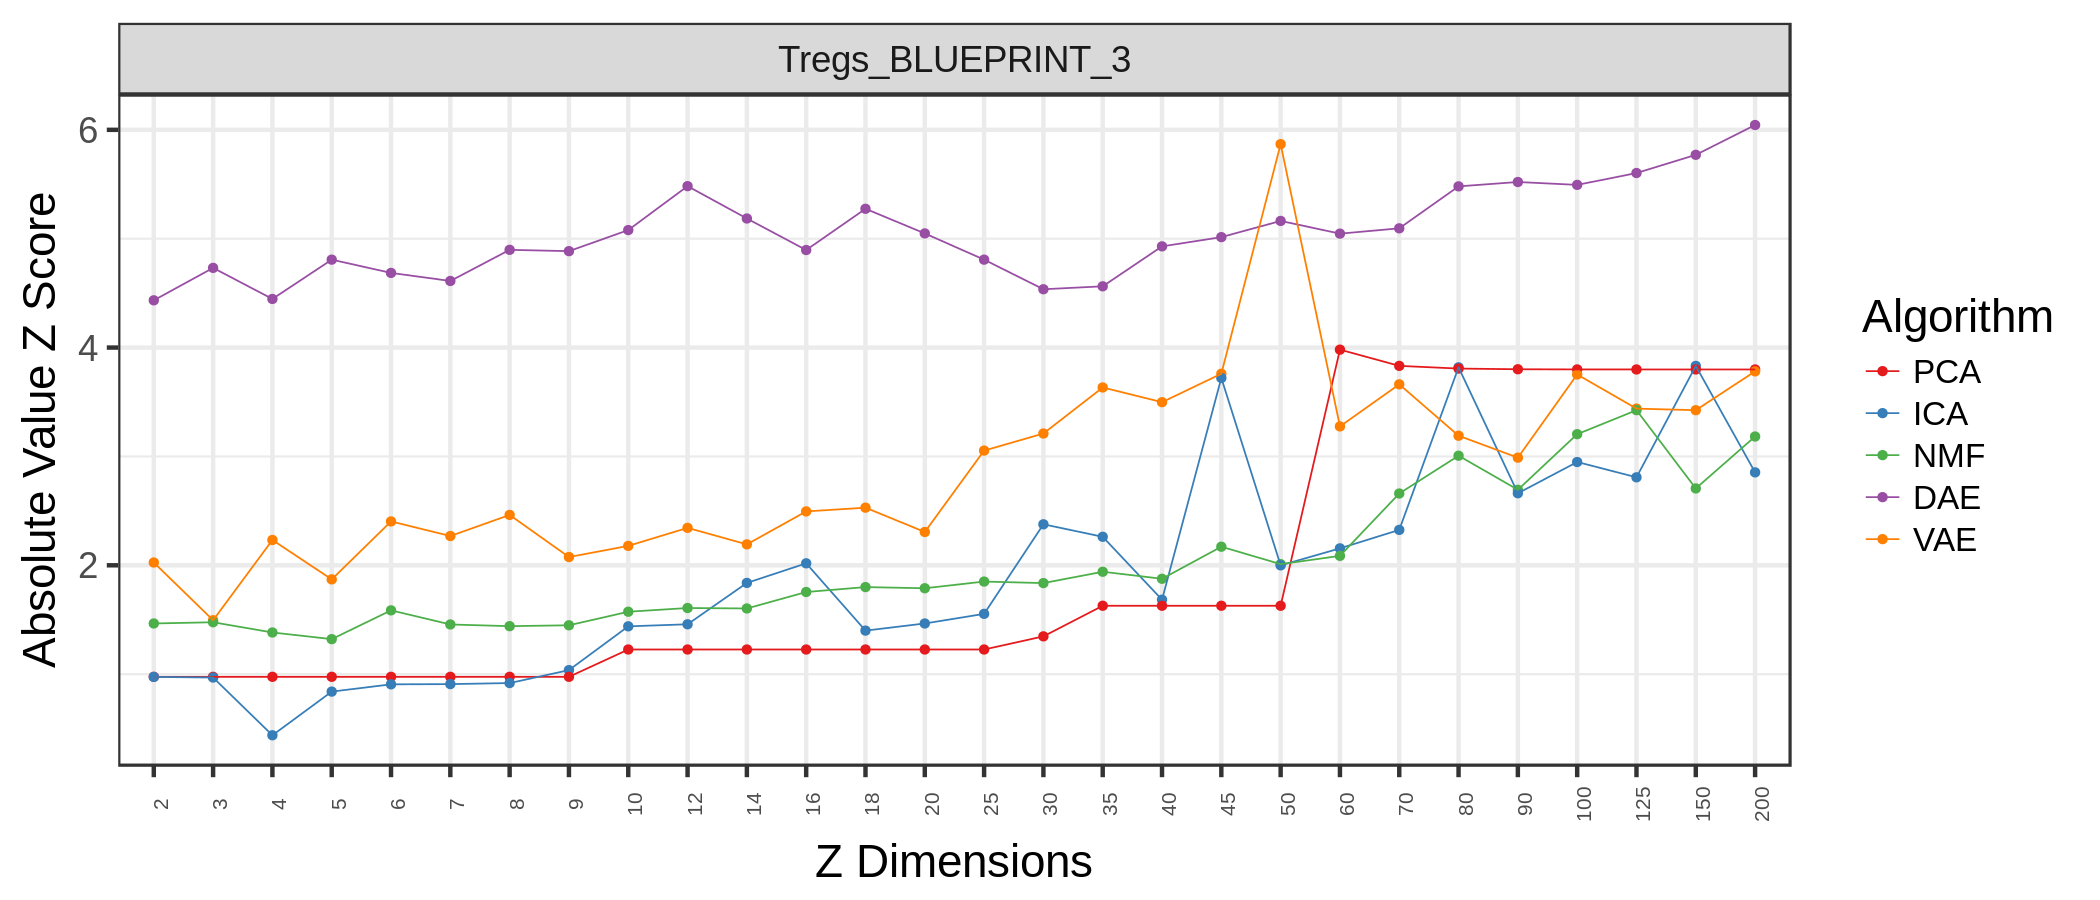 Tregs_BLUEPRINT_3
Absolute Value Z Score
6
4
2
2 3 4 5 6 7 8 9 10 12 14 16 18 20 25 30 35 40 45 50 60 70 80 90 100 125 150 200
Z Dimensions
Algorithm
PCA
ICA
NMF
DAE
VAE